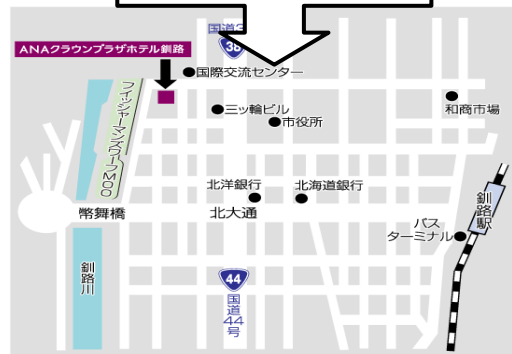 国道3
38
ANAクラウンプラザホテル釧路
国際交流センター
フィッシャーマンズワーフMOO
三ッ輪ビル
市役所
和商市場
北洋銀行
北海道銀行
釧路駅
幣舞橋
北大通
バス
ターミナル
釧路川
44
国道44号